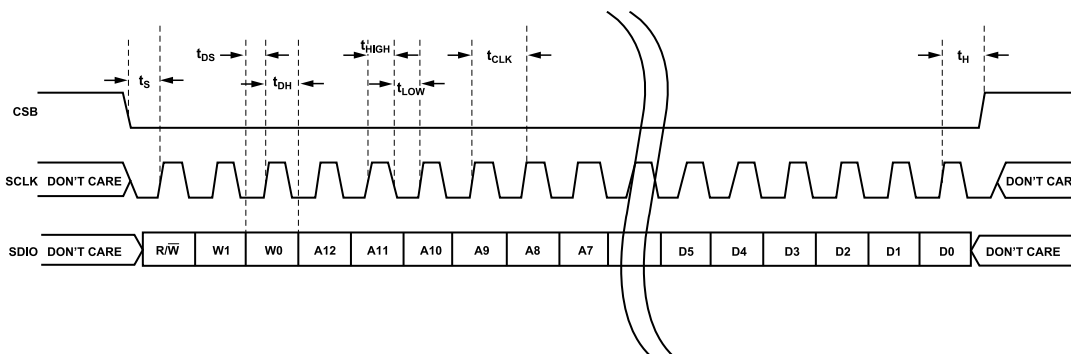 tDS
tHIGH
tCLK
tH
tS
tDH
tLOW
CSB
SCLK DON'T CARE
DON'T CAR
SDIO DON'T CARE R/W̅ W1 W0 A12 A11 A10 A9 A8 A7 D5 D4 D3 D2 D1 D0 DON'T CARE